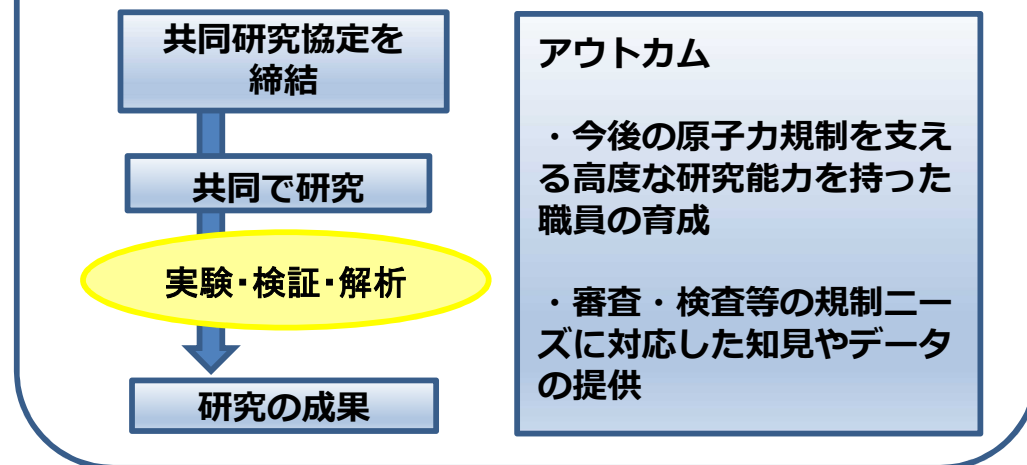 共同研究協定を
締結
共同で研究
実験・検証・解析
研究の成果
アウトカム
・今後の原子力規制を支え
る高度な研究能力を持った
職員の育成
・審査・検査等の規制ニー
ズに対応した知見やデータ
の提供